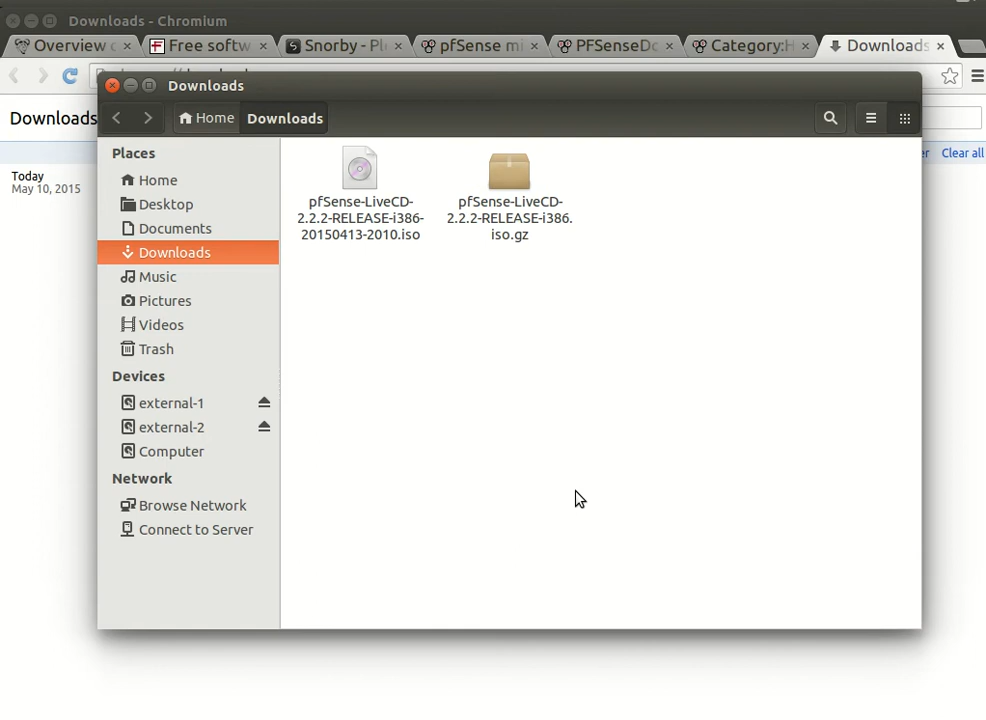 Downloads - Chromium
Overview
Free softw
Snorby - Pl
pfSense mi
PFSenseDo
Category:H
Downloads
Downloads
Home
Downloads
Downloads
Clear all
Today
May 10, 2015
Places
Home
Desktop
Documents
Downloads
Music
Pictures
Videos
Trash
Devices
external-1
external-2
Computer
Network
Browse Network
Connect to Server
pfSense-LiveCD-
2.2.2-RELEASE-i386-
20150413-2010.iso
pfSense-LiveCD-
2.2.2-RELEASE-i386.
iso.gz